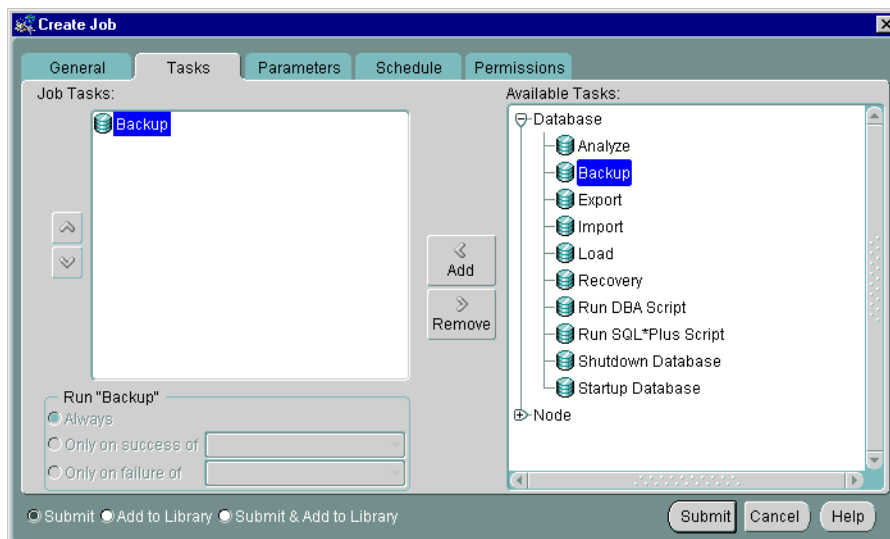 Create Job
General Tasks Parameters Schedule Permissions
Job Tasks:
Backup
Available Tasks:
Database
Analyze
Backup
Export
Import
Load
Recovery
Run DBA Script
Run SQL*Plus Script
Shutdown Database
Startup Database
Node
Add
Remove
Run "Backup"
Always
Only on success of
Only on failure of
Submit Add to Library Submit & Add to Library
Submit Cancel Help